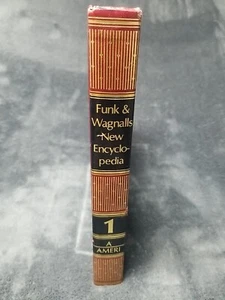 Funk &
Wagnalls
New
Encyclo-
pedia
1
A
AMERI